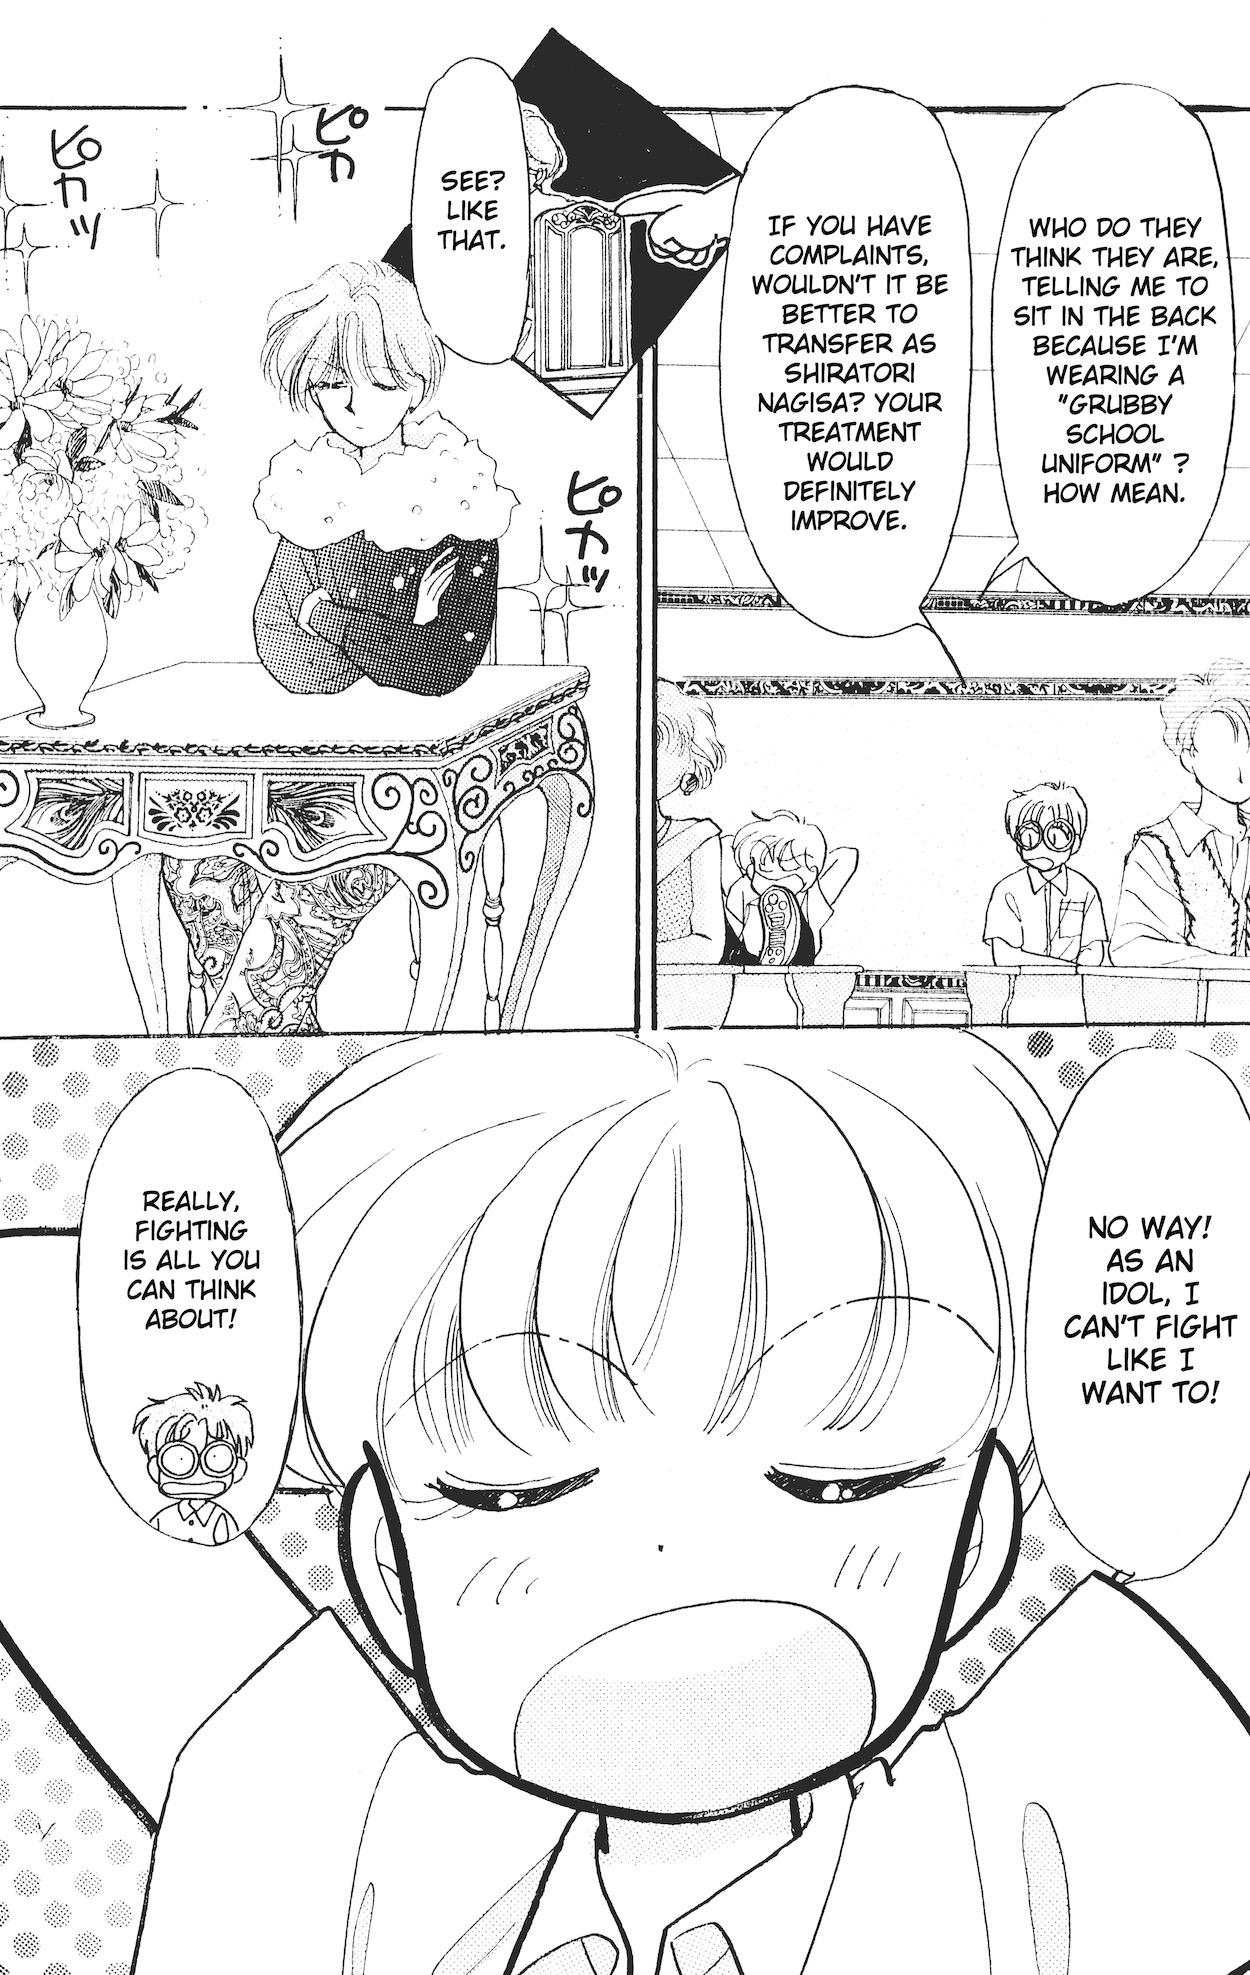 WHO DO THEY
THINK THEY ARE,
TELLING ME TO
SIT IN THE BACK
BECAUSE I'M
WEARING A
"GRUBBY
SCHOOL
UNIFORM" ?
HOW MEAN.
IF YOU HAVE
COMPLAINTS,
WOULDN'T IT BE
BETTER TO
TRANSFER AS
SHIRATORI
NAGISA? YOUR
TREATMENT
WOULD
DEFINITELY
IMPROVE.
SEE?
LIKE
THAT.
ピカ
ピカッ
ピカッ
NO WAY!
AS AN
IDOL, I
CAN'T FIGHT
LIKE I
WANT TO!
REALLY,
FIGHTING
IS ALL YOU
CAN THINK
ABOUT!